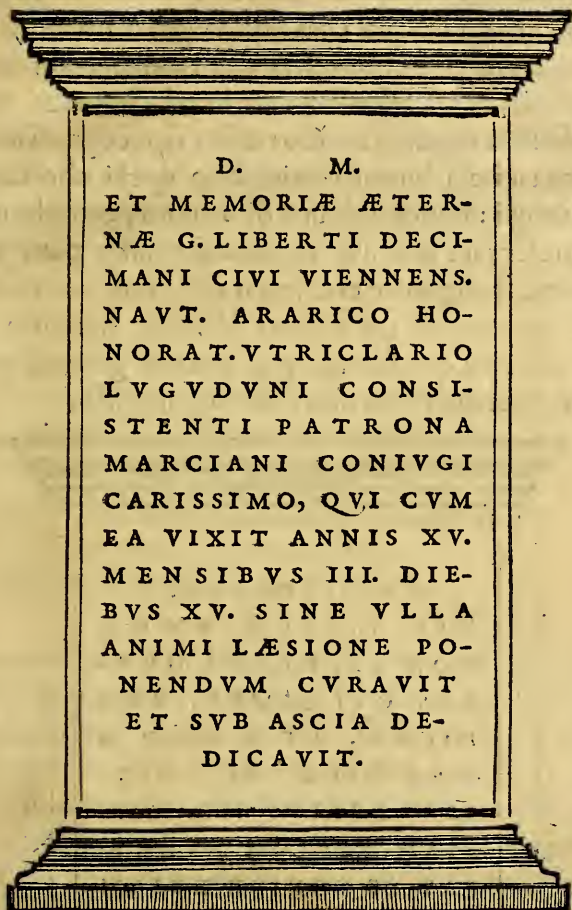 D. M.
ET MEMORIÆ ÆTER-
NÆ G. LIBERTI DECI-
MANI CIVI VIENNENS.
NAVT. ARARICO HO-
NORAT. VTRICLARIO
LVGVDVNI CONSI-
STENTI PATRONA
MARCIANI CONIVGI
CARISSIMO, QVI CVM
EA VIXIT ANNIS XV.
MENSIBVS III. DIE-
BVS XV. SINE VLLA
ANIMI LÆSIONE PO-
NENDVM CVRAVIT
ET SVB ASCIA DE-
DICAVIT.